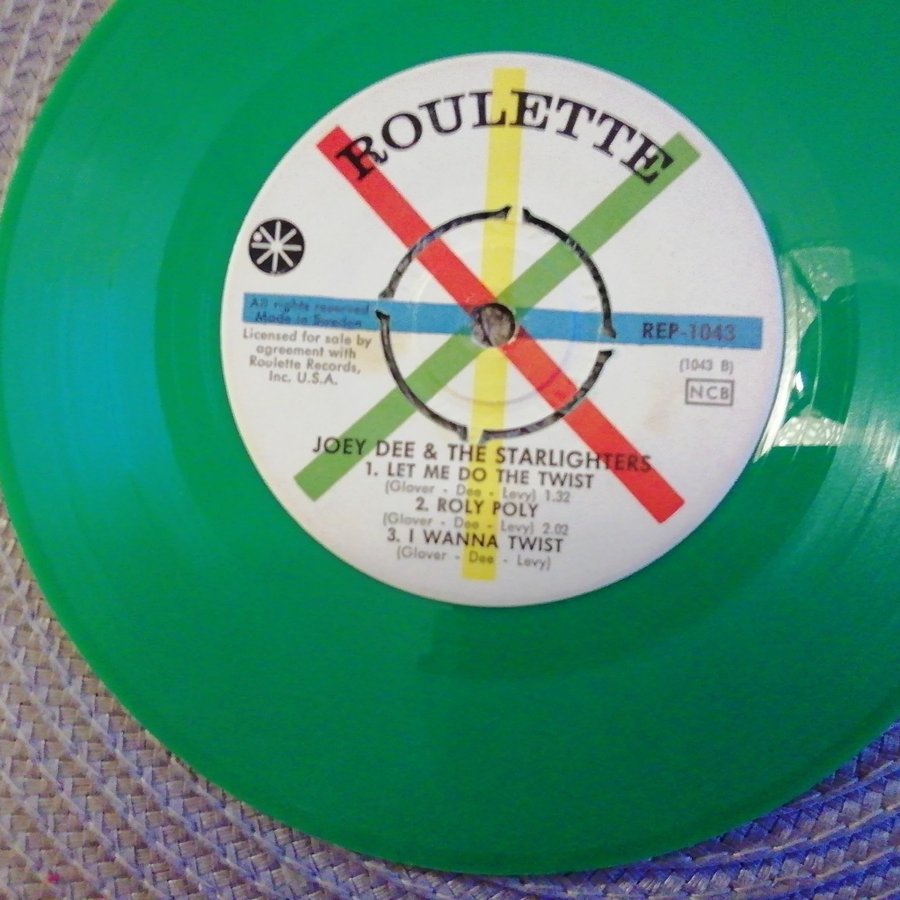 ROULETTE
All rights reserved
Made in Sweden
Licensed for sale by
agreement with
Roulette Records,
Inc. U.S.A.
REP-1043
(1043 B)
NCB
JOEY DEE & THE STARLIGHTERS
1. LET ME DO THE TWIST
(Glover - Dee - Levy) 1.32
2. ROLY POLY
(Glover - Dee - Levy) 2.02
3. I WANNA TWIST
(Glover - Dee - Levy)